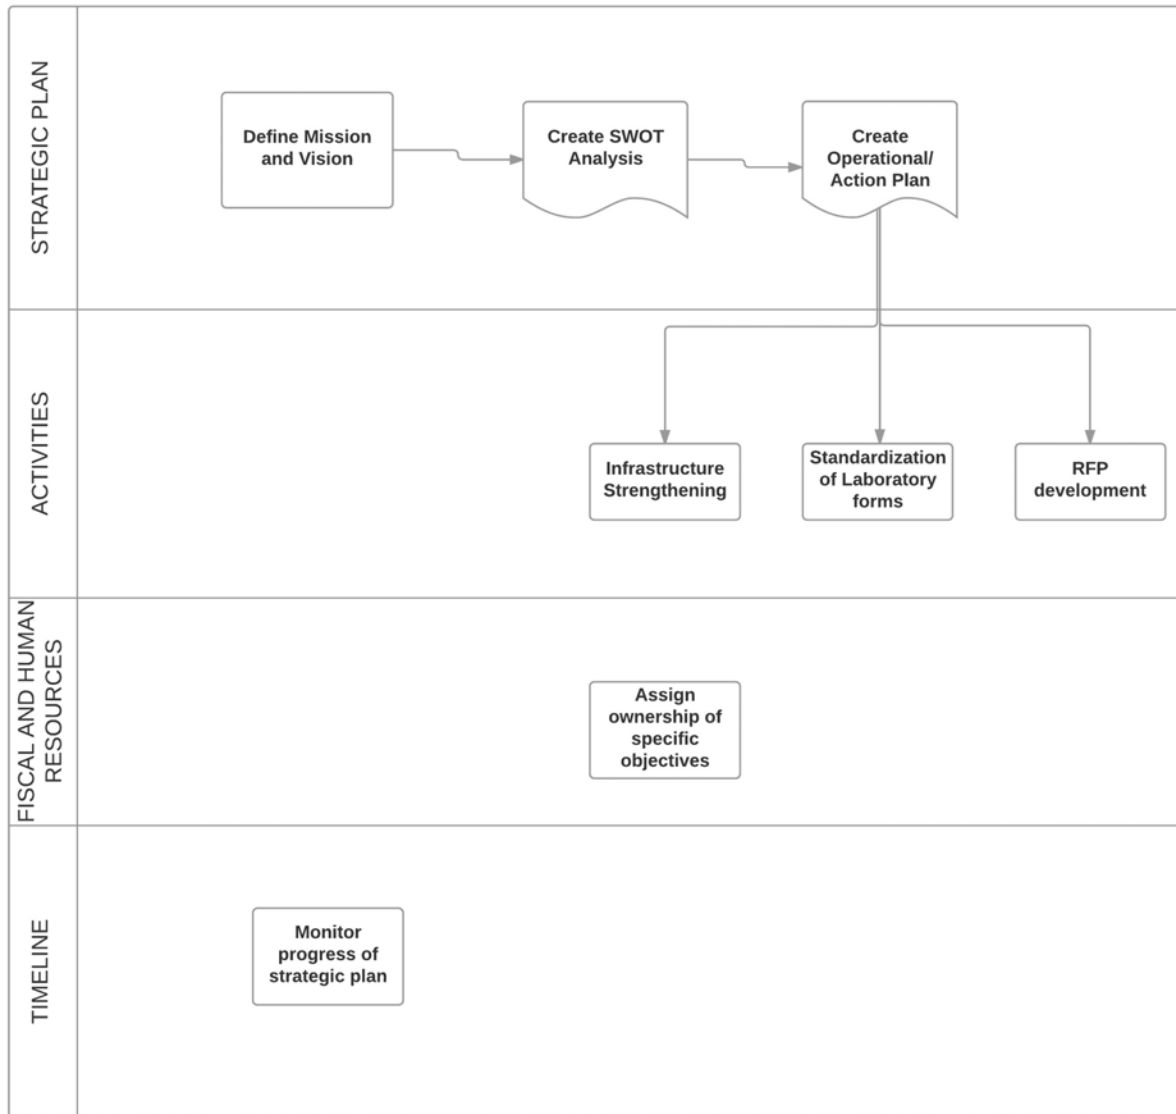 STRATEGIC PLAN
Define Mission
and Vision
Create SWOT
Analysis
Create
Operational/
Action Plan
ACTIVITIES
Infrastructure
Strengthening
Standardization
of Laboratory
forms
RFP
development
FISCAL AND HUMAN
RESOURCES
Assign
ownership of
specific
objectives
TIMELINE
Monitor
progress of
strategic plan